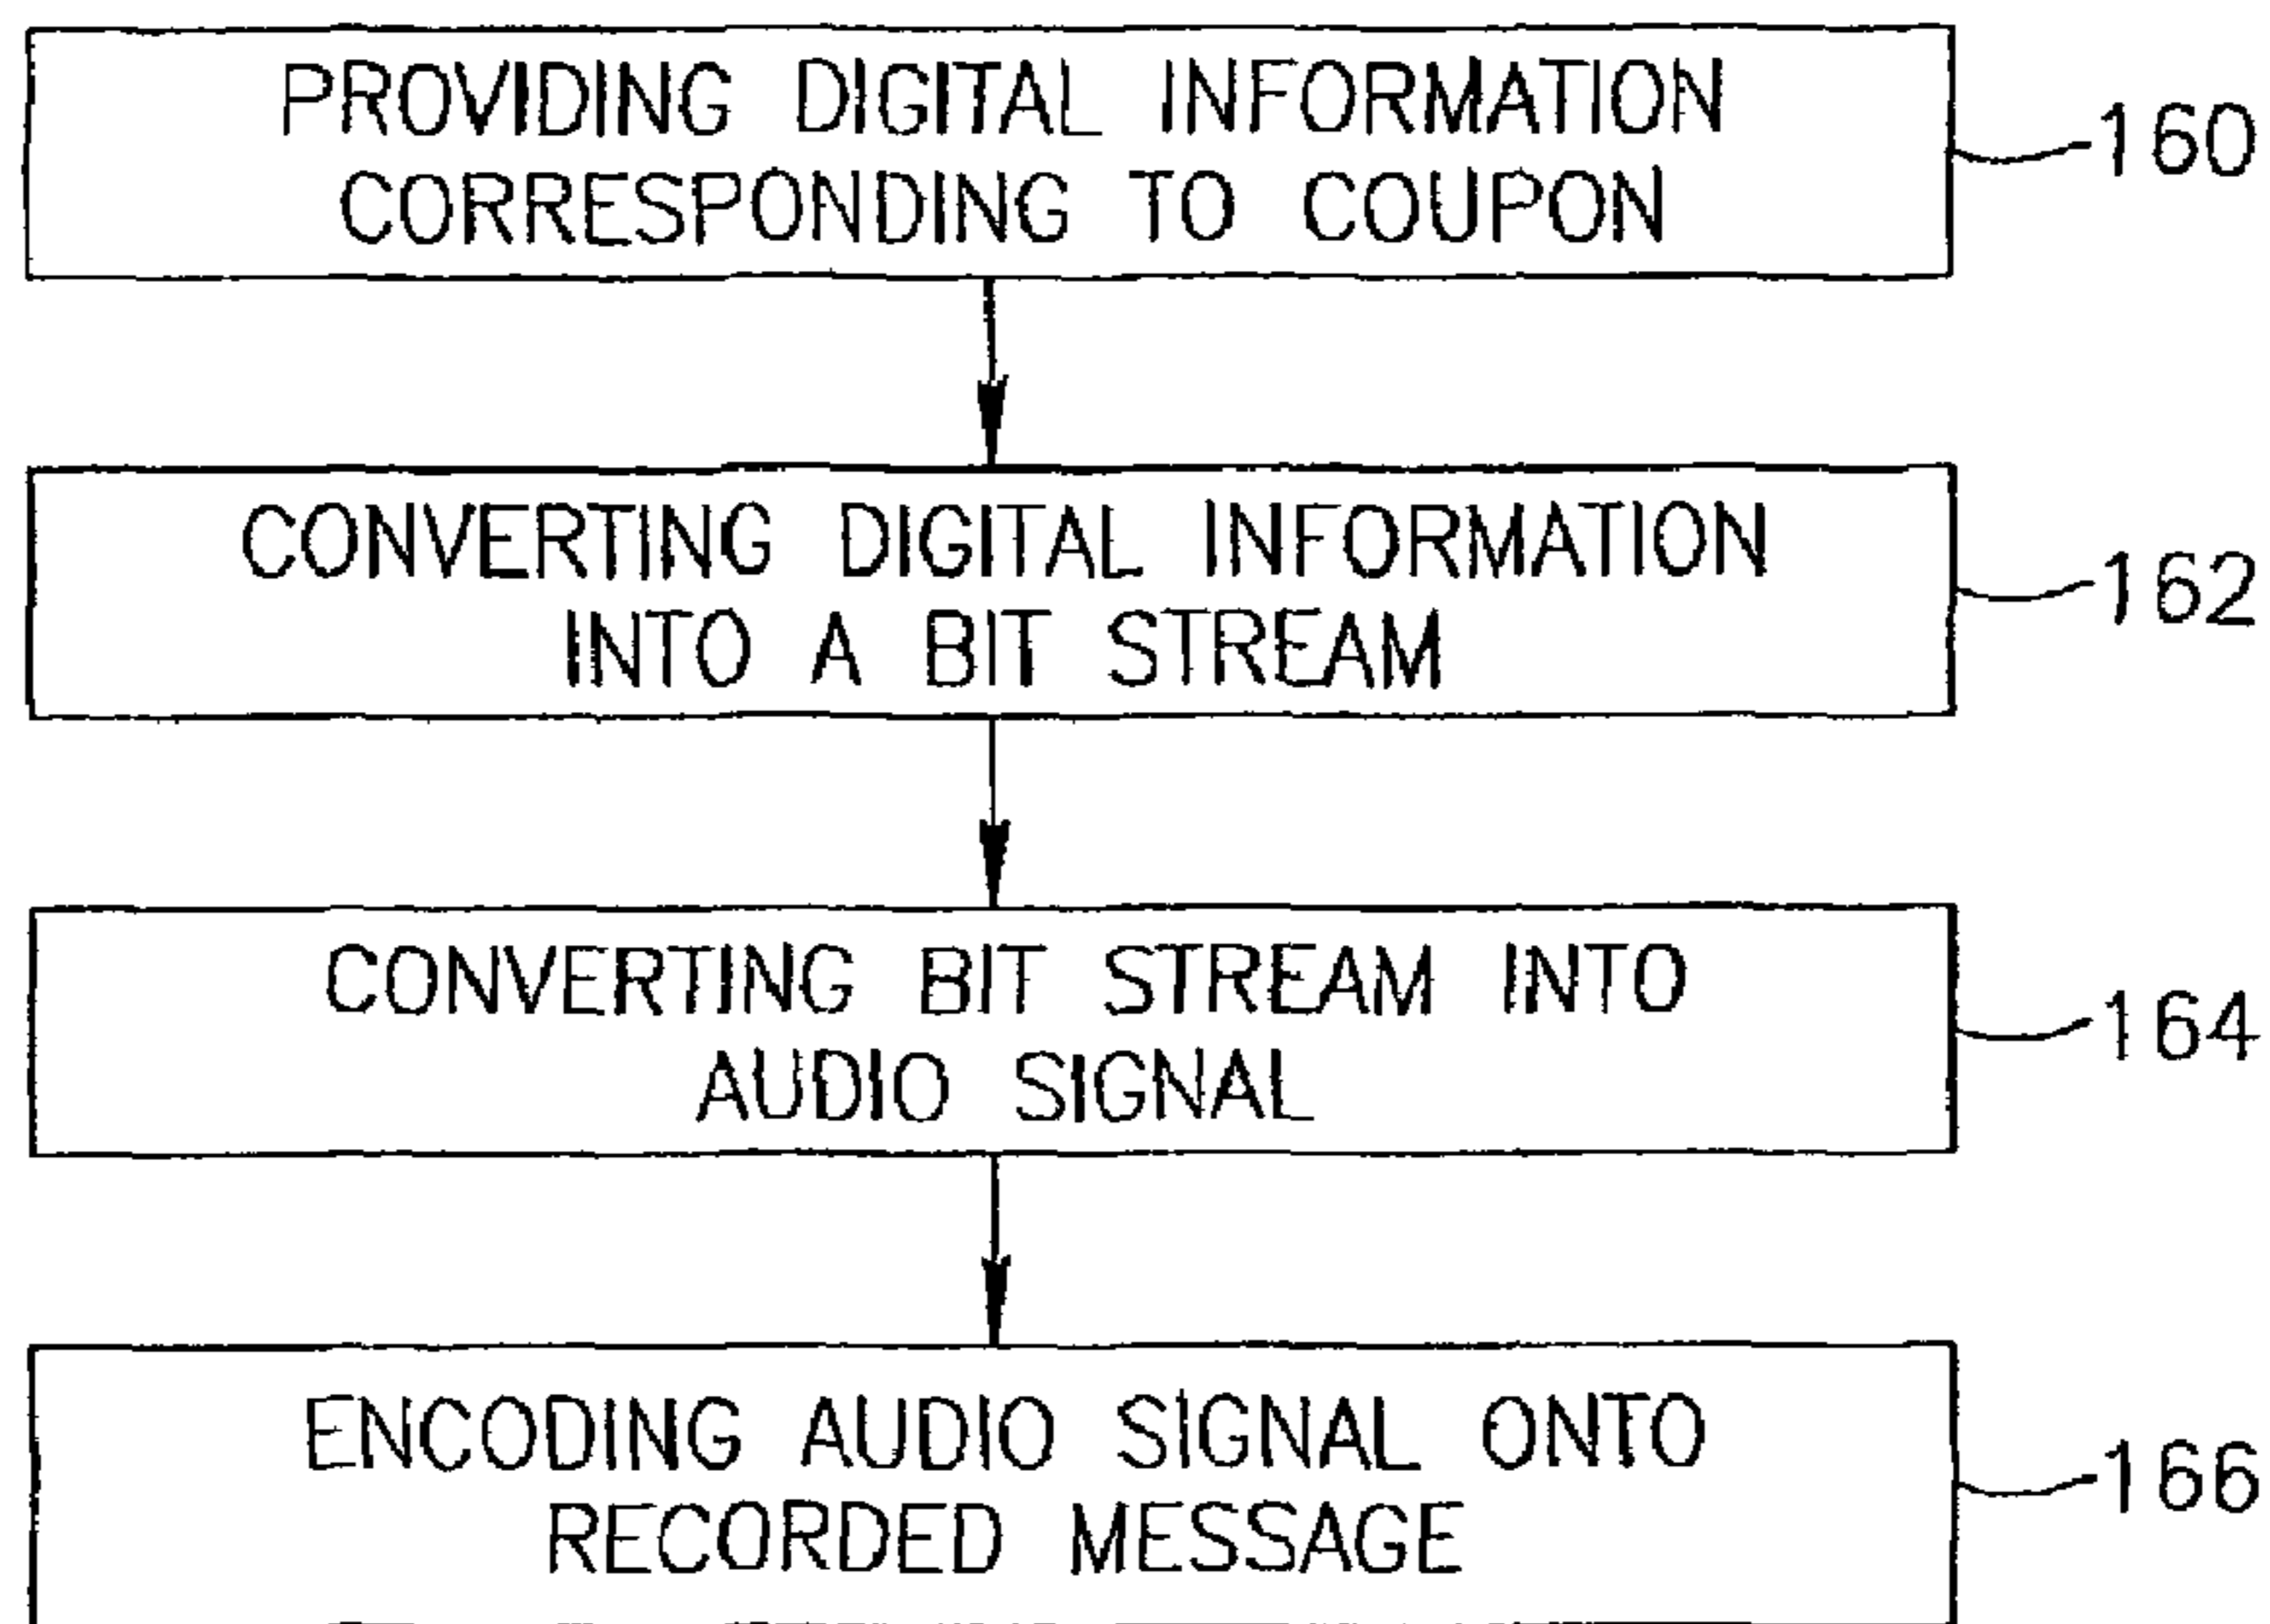 PROVIDING DIGITAL INFORMATION
CORRESPONDING TO COUPON
160
CONVERTING DIGITAL INFORMATION
INTO A BIT STREAM
162
CONVERTING BIT STREAM INTO
AUDIO SIGNAL
164
ENCODING AUDIO SIGNAL ONTO
RECORDED MESSAGE
166